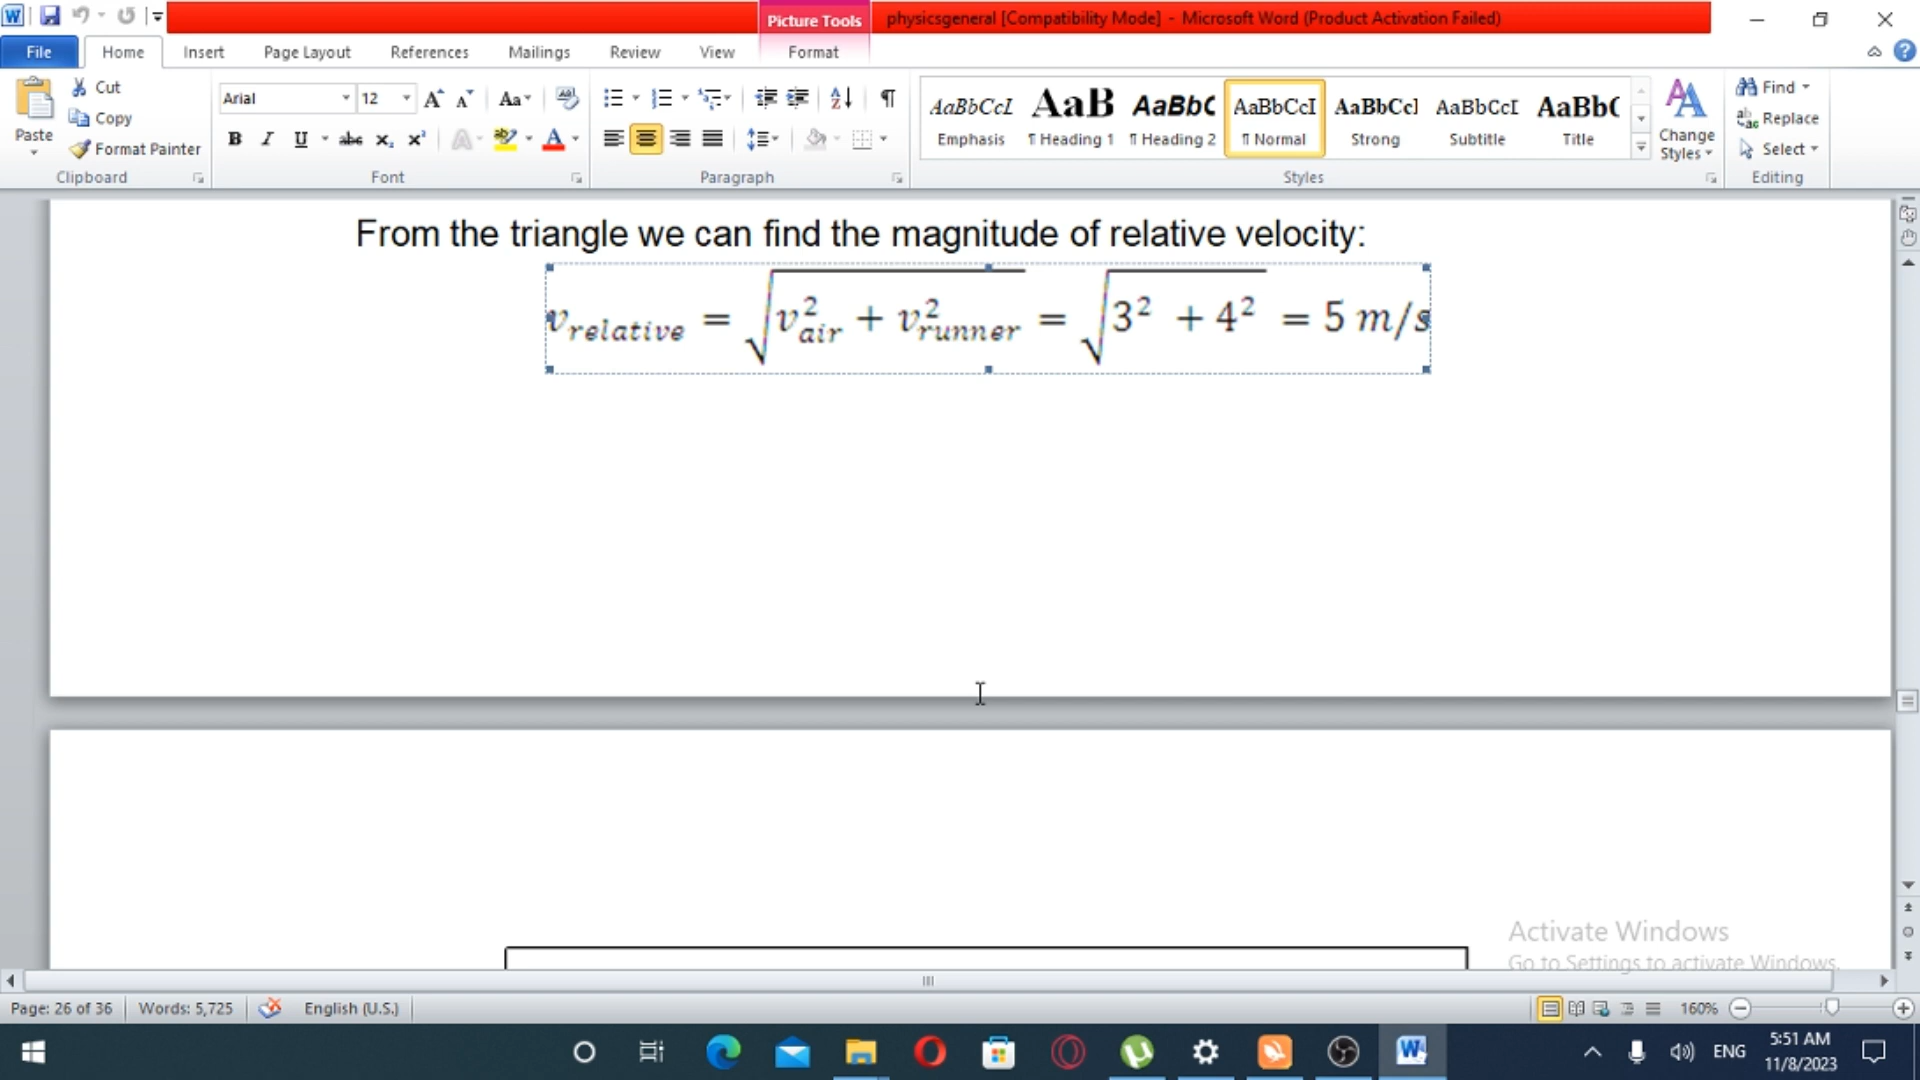 Picture Tools
physicsgeneral [Compatibility Mode] - Microsoft Word (Product Activation Failed)
File Home Insert Page Layout References Mailings Review View Format
Paste
Cut
Copy
Format Painter
Clipboard
Arial 12
Font
Paragraph
AaBbCcI AaB AaBbC AaBbCcI AaBbCcI AaBbCcI AaBb(
Emphasis ¶ Heading 1 ¶ Heading 2 ¶ Normal Strong Subtitle Title
Styles
Change Styles
Find
Replace
Select
Editing
From the triangle we can find the magnitude of relative velocity:
v_relative = √(v²_air + v²_runner) = √(3² + 4²) = 5 m/s
Activate Windows
Go to Settings to activate Windows.
Page: 26 of 36 Words: 5,725 English (U.S.) 160%
ENG
5:51 AM
11/8/2023